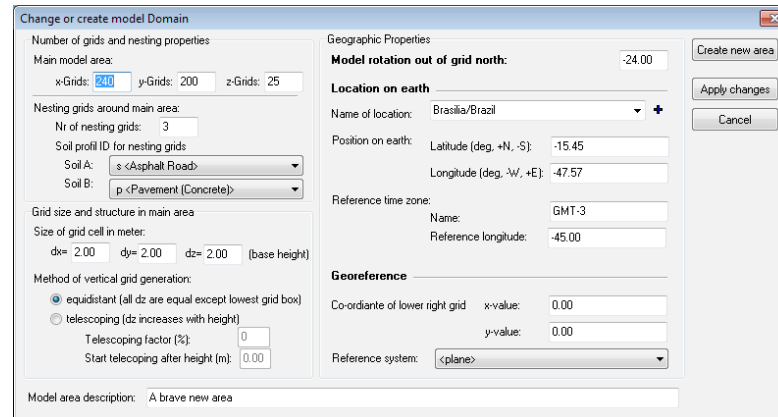 Change or create model Domain
Number of grids and nesting properties
Main model area:
x-Grids: 240 y-Grids: 200 z-Grids: 25
Nesting grids around main area:
Nr of nesting grids: 3
Soil profil ID for nesting grids
Soil A: s <Asphalt Road>
Soil B: p <Pavement (Concrete)>
Grid size and structure in main area
Size of grid cell in meter:
dx= 2.00 dy= 2.00 dz= 2.00 (base height)
Method of vertical grid generation:
equidistant (all dz are equal except lowest grid box)
telescoping (dz increases with height)
Telescoping factor (%): 0
Start telecoping after height (m): 0.00
Geographic Properties
Model rotation out of grid north: -24.00
Location on earth
Name of location: Brasilia/Brazil
Position on earth: Latitude (deg, +N, -S): -15.45
Longitude (deg, -W, +E): -47.57
Reference time zone:
Name: GMT-3
Reference longitude: -45.00
Georeference
Co-ordiante of lower right grid x-value: 0.00
y-value: 0.00
Reference system: <plane>
Create new area
Apply changes
Cancel
Model area description: A brave new area